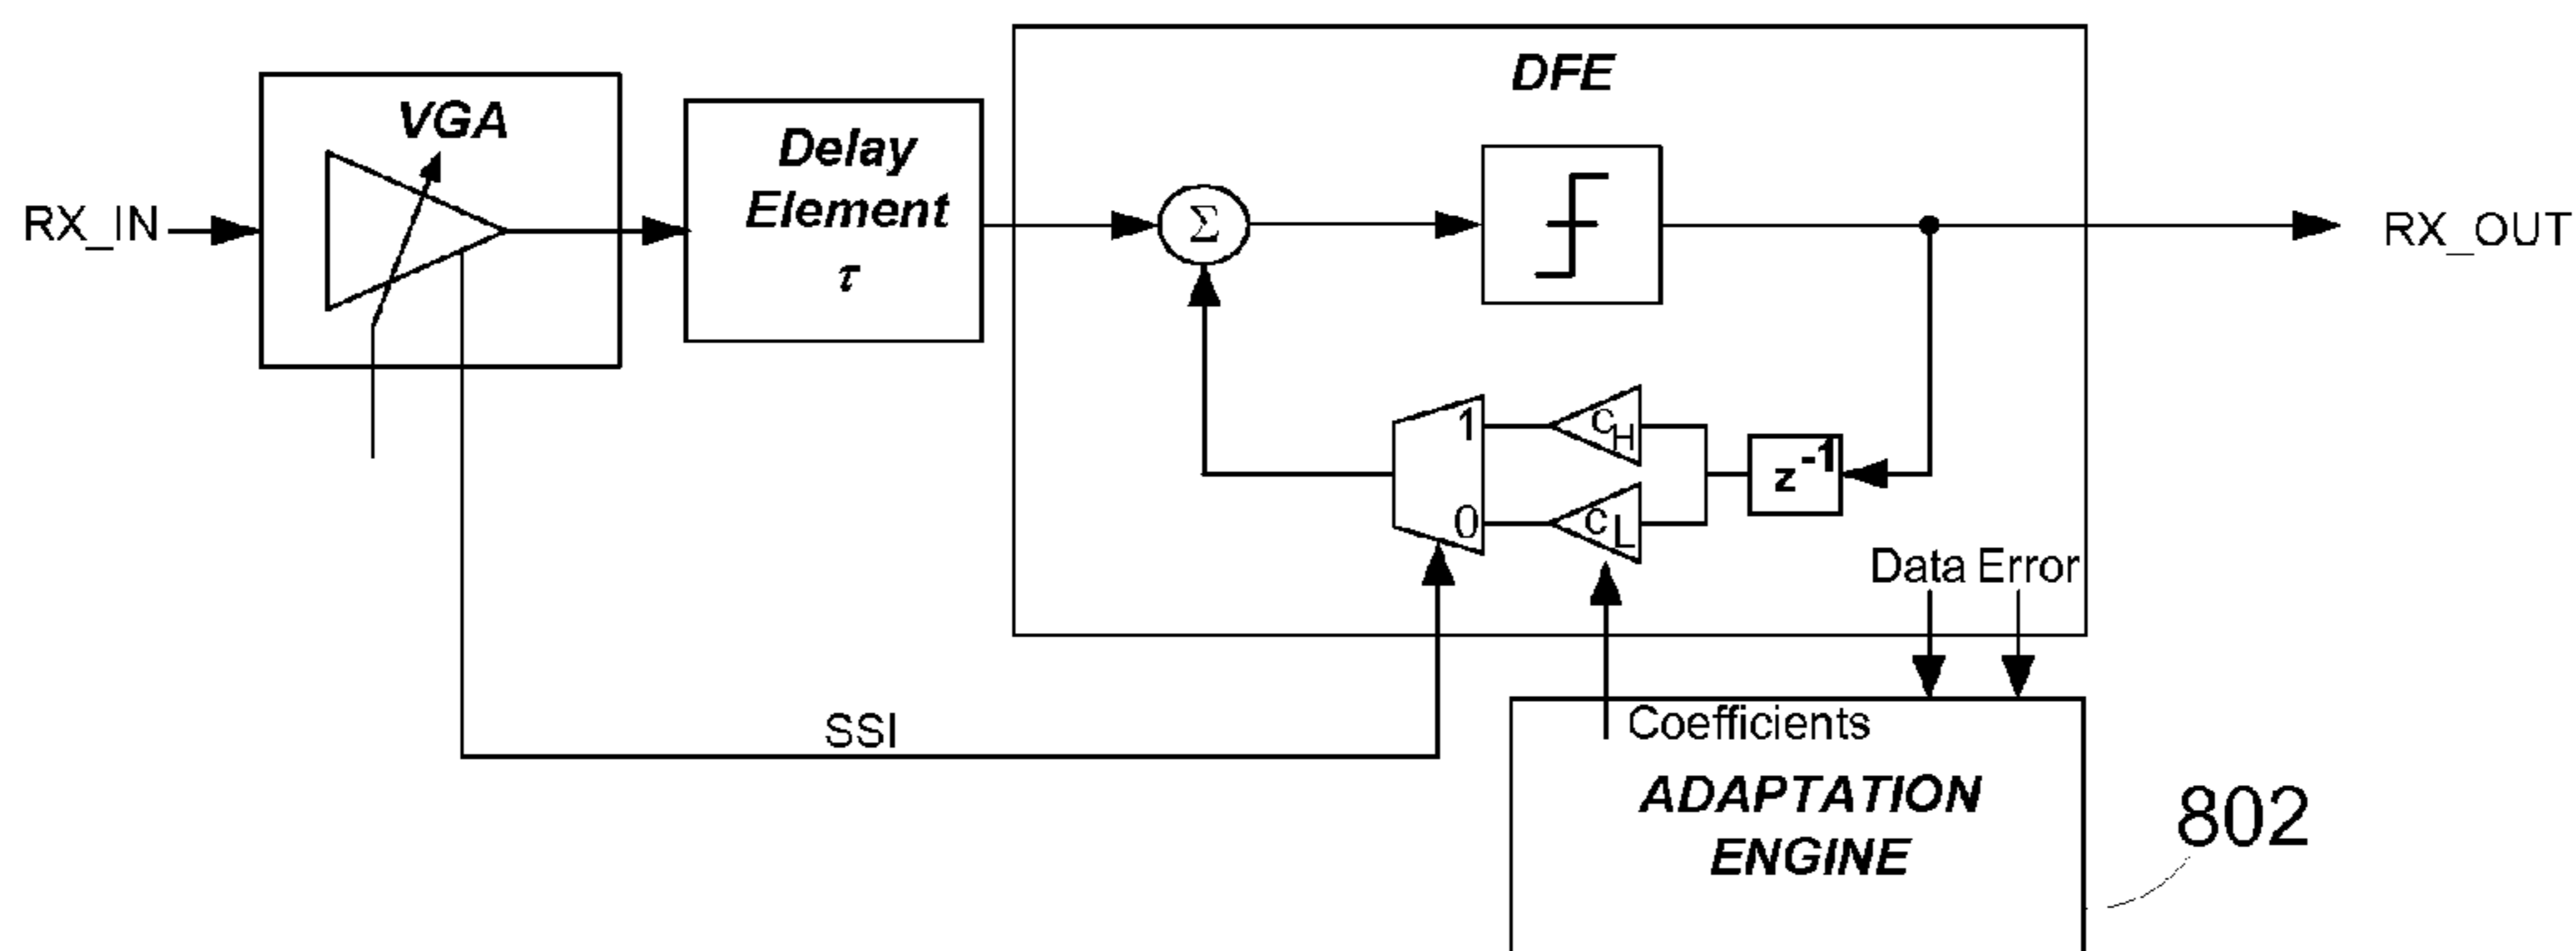 DFE
VGA
Delay
Element
τ
RX_IN
Σ
RX_OUT
1
c_H
z^-1
0
c_L
Data Error
SSI
Coefficients
ADAPTATION
ENGINE
802